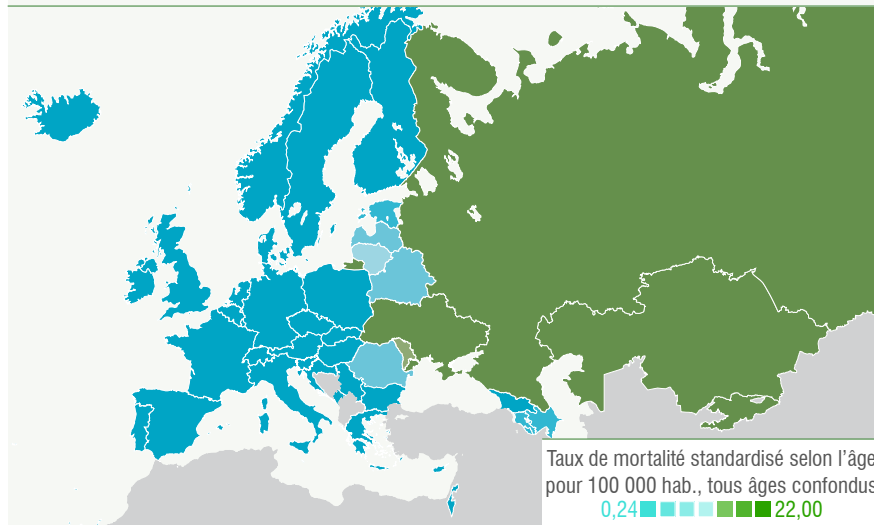 Taux de mortalité standardisé selon l'âge
pour 100 000 hab., tous âges confondus
0,24 22,00